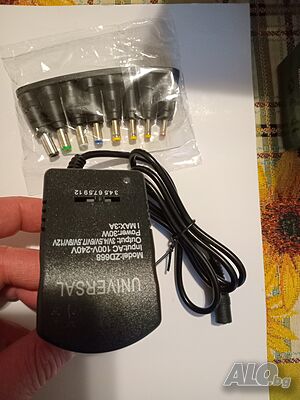 UNIVERSAL
Model:ZD668
Input:AC 100V-240V
Output:3V/4.5V/6V/7.5V/9V/12V
Power:30W
I MAX:3A
3 4.5 6 7.5 9 12
ALO.bg